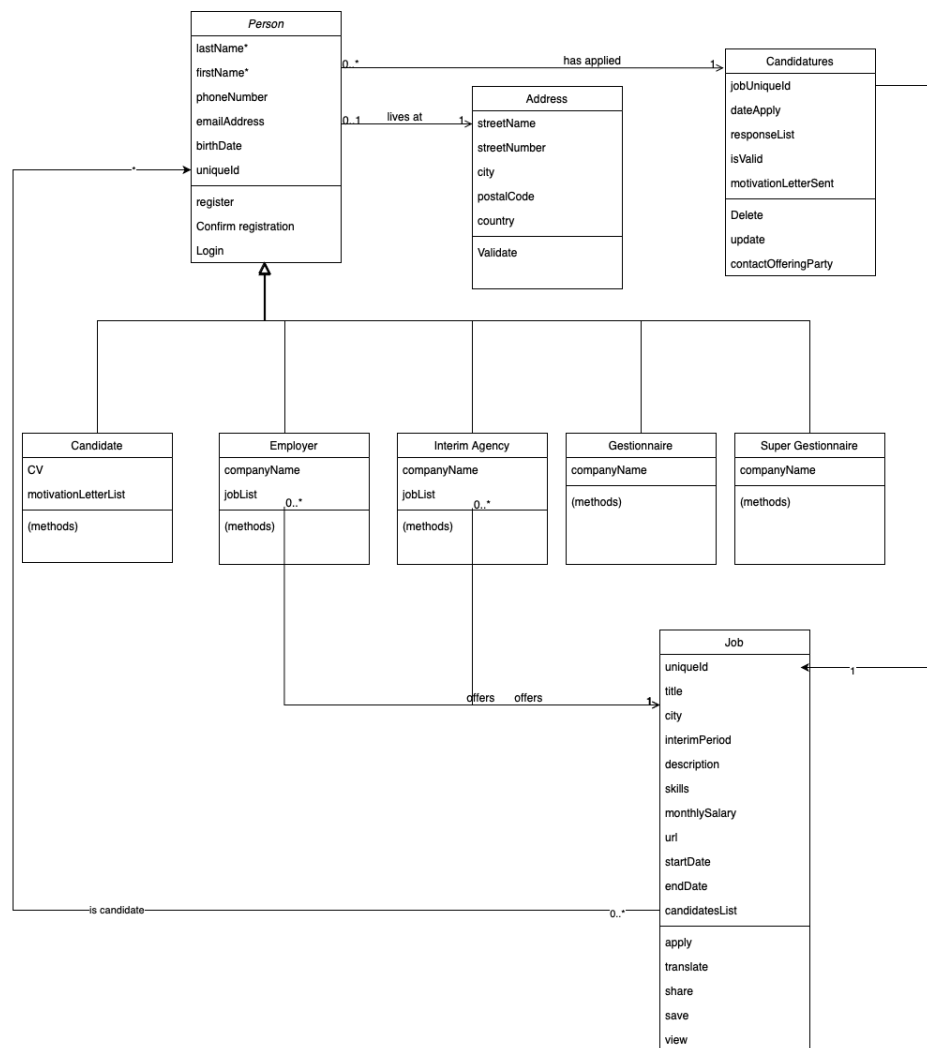 Person
lastName*
firstName*
phoneNumber
emailAddress
birthDate
uniqueId
register
Confirm registration
Login
0..*
has applied
1
0..1
lives at
1
Address
streetName
streetNumber
city
postalCode
country
Validate
Candidatures
jobUniqueId
dateApply
responseList
isValid
motivationLetterSent
Delete
update
contactOfferingParty
*
Candidate
CV
motivationLetterList
(methods)
Employer
companyName
jobList
0..*
(methods)
Interim Agency
companyName
jobList
0..*
(methods)
Gestionnaire
companyName
(methods)
Super Gestionnaire
companyName
(methods)
offers
offers
1
Job
uniqueId
title
city
interimPeriod
description
skills
monthlySalary
url
startDate
endDate
candidatesList
apply
translate
share
save
view
1
is candidate
0..*